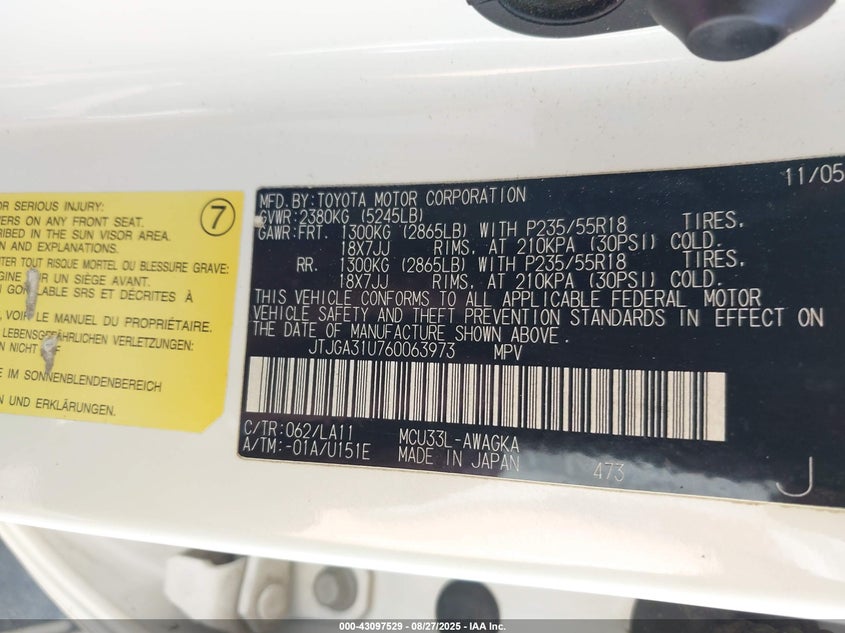 OR SERIOUS INJURY:
ERS ON ANY FRONT SEAT.
RIBED IN THE SUN VISOR AREA.
N AND EXPLANATIONS.
TOUT RISQUE MORTEL OU BLESSURE GRAVE:
UR UN SIÈGE AVANT.
SRS ET DÉCRITES À
VOIR LE MANUEL DU PROPRIÉTAIRE.
LEBENSGEFÄHRLICHEN VERLETZUNGEN:
EN NICHT
E IM SONNENBLENDENBEREICH
EN UND ERKLÄRUNGEN.
7
11/05
MFD.BY:TOYOTA MOTOR CORPORATION
GVWR:2380KG (5245LB)
GAWR:FRT. 1300KG (2865LB) WITH P235/55R18 TIRES.
18X7JJ RIMS, AT 210KPA (30PSI) COLD.
RR. 1300KG (2865LB) WITH P235/55R18 TIRES.
18X7JJ RIMS, AT 210KPA (30PSI) COLD.
THIS VEHICLE CONFORMS TO ALL APPLICABLE FEDERAL MOTOR
VEHICLE SAFETY AND THEFT PREVENTION STANDARDS IN EFFECT ON
THE DATE OF MANUFACTURE SHOWN ABOVE.
JTJGA31U760063973 MPV
C/TR:062/LA11 MCU33L-AWAGKA
A/TM:-01A/U151E MADE IN JAPAN 473
J
000-43097529 - 08/27/2025 - IAA Inc.